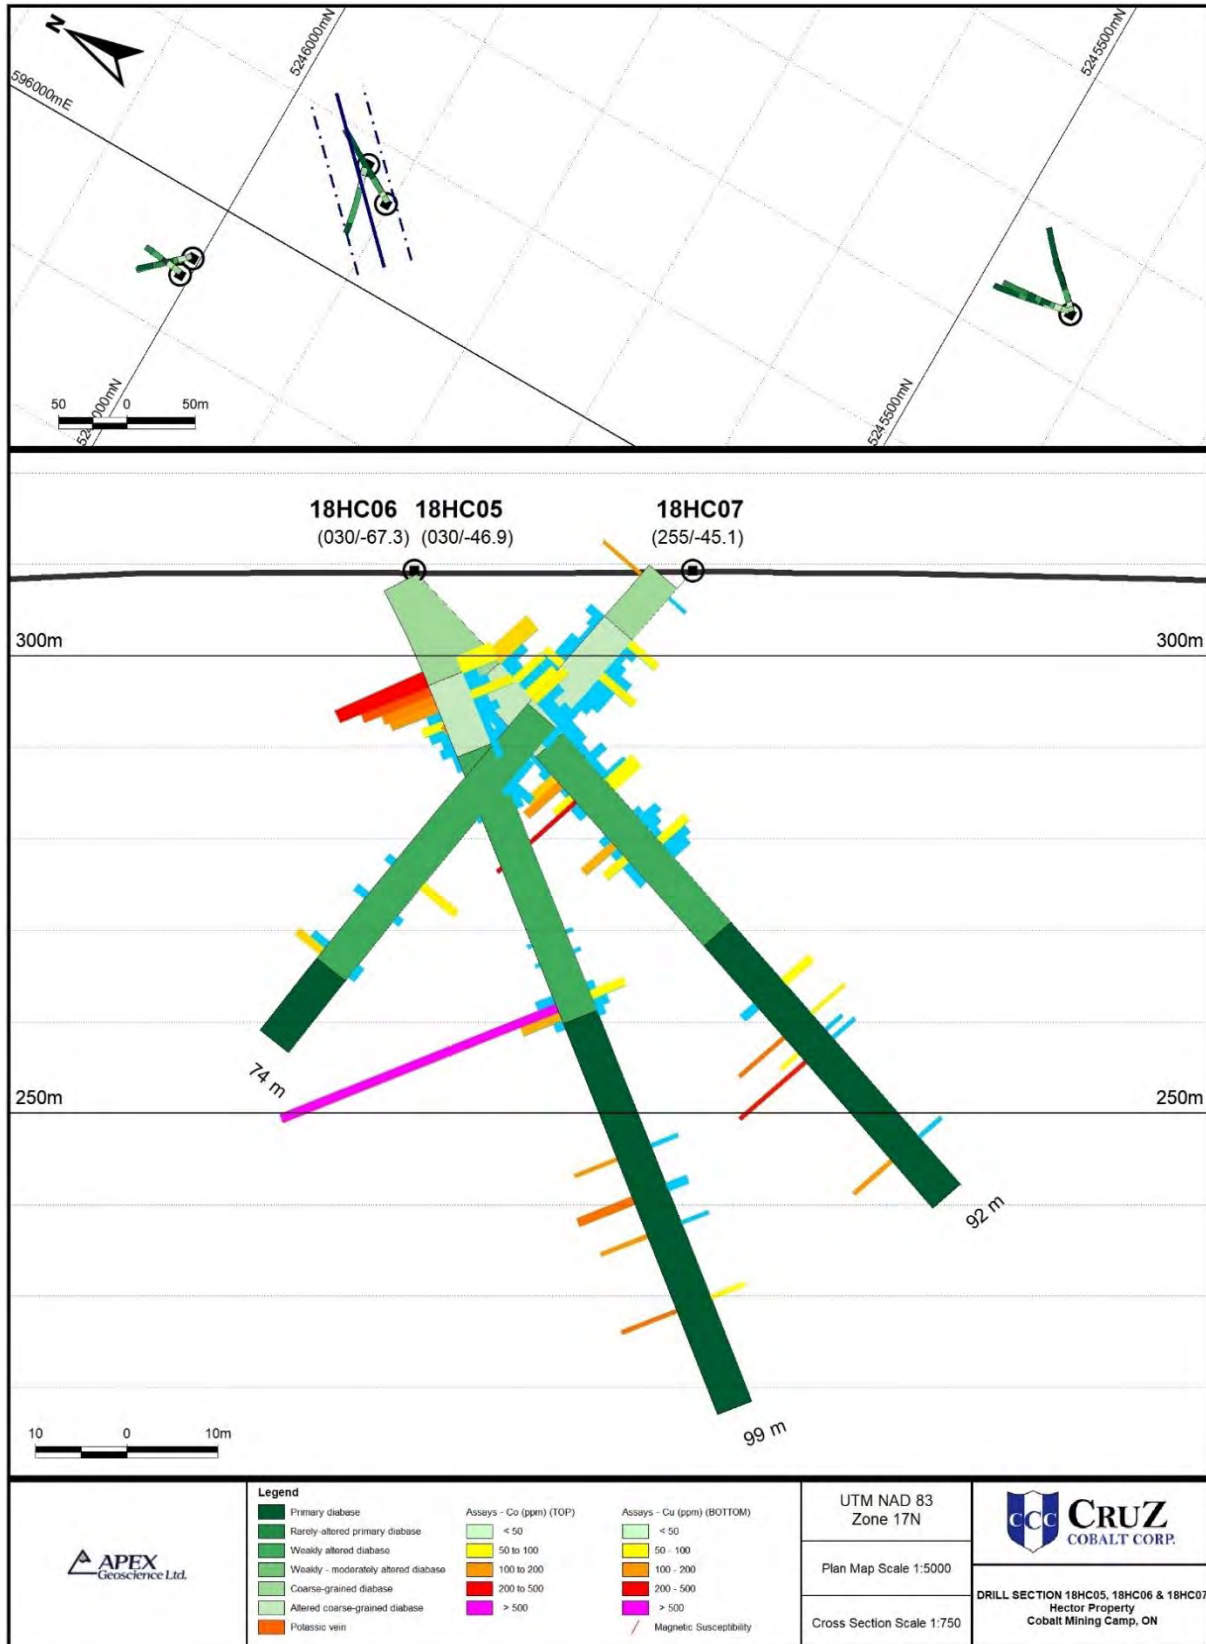 N
5246000mN
5245500mN
596000mE
50 0 50m
5245500mN
18HC06 18HC05 18HC07
(030/-67.3) (030/-46.9) (255/-45.1)
300m 300m
250m 250m
74 m
92 m
99 m
10 0 10m
APEX
Geoscience Ltd.
Legend
Primary diabase
Rarely-altered primary diabase
Weakly altered diabase
Weakly - moderately altered diabase
Coarse-grained diabase
Altered coarse-grained diabase
Potassic vein
Assays - Co (ppm) (TOP)
< 50
50 to 100
100 to 200
200 to 500
> 500
Assays - Cu (ppm) (BOTTOM)
< 50
50 - 100
100 - 200
200 - 500
> 500
Magnetic Susceptibility
UTM NAD 83
Zone 17N
Plan Map Scale 1:5000
Cross Section Scale 1:750
CCC
CRUZ
COBALT CORP.
DRILL SECTION 18HC05, 18HC06 & 18HC07
Hector Property
Cobalt Mining Camp, ON